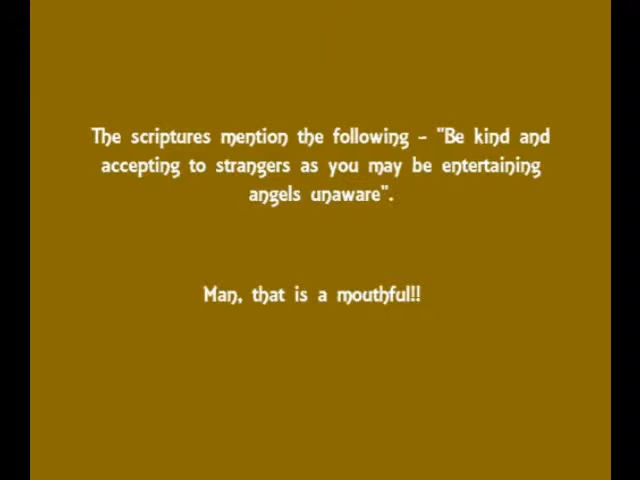 The scriptures mention the following - "Be kind and
accepting to strangers as you may be entertaining
angels unaware".
Man, that is a mouthful!!